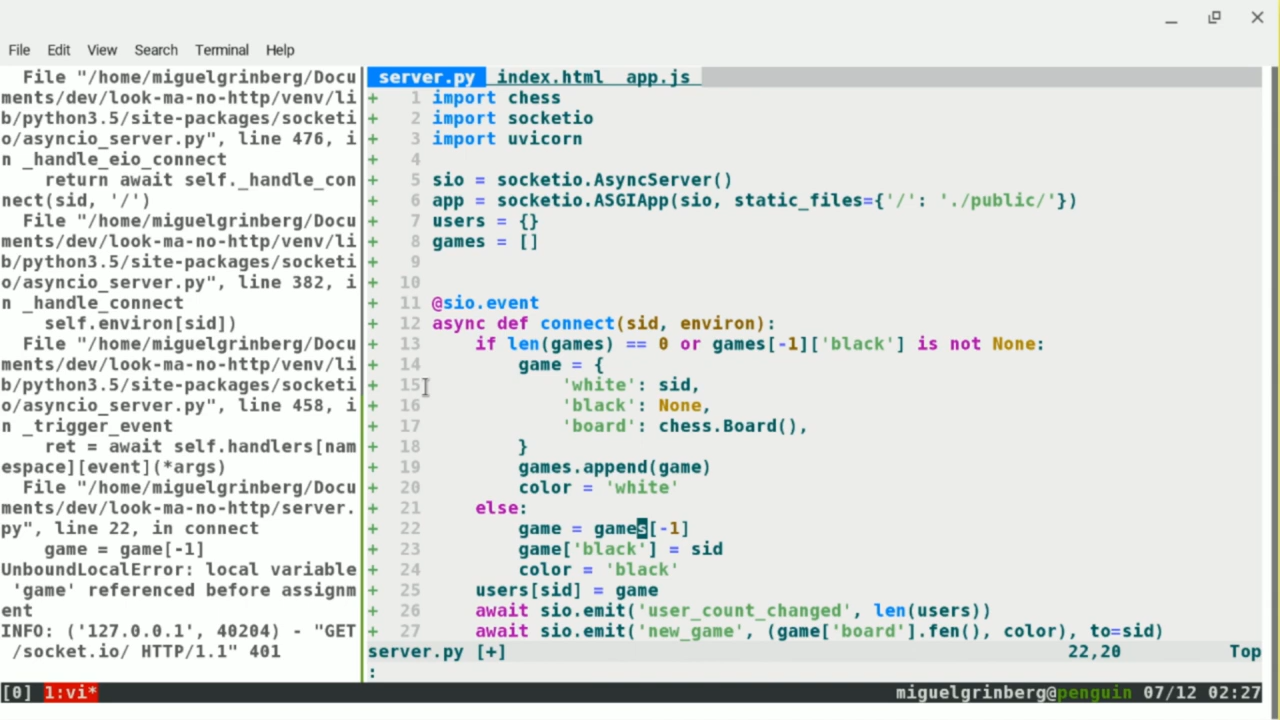 File Edit View Search Terminal Help
  File "/home/miguelgrinberg/Docu
ments/dev/look-ma-no-http/venv/li
b/python3.5/site-packages/socketi
o/asyncio_server.py", line 476, i
n _handle_eio_connect
    return await self._handle_con
nect(sid, '/')
  File "/home/miguelgrinberg/Docu
ments/dev/look-ma-no-http/venv/li
b/python3.5/site-packages/socketi
o/asyncio_server.py", line 382, i
n _handle_connect
    self.environ[sid])
  File "/home/miguelgrinberg/Docu
ments/dev/look-ma-no-http/venv/li
b/python3.5/site-packages/socketi
o/asyncio_server.py", line 458, i
n _trigger_event
    ret = await self.handlers[nam
espace][event](*args)
  File "/home/miguelgrinberg/Docu
ments/dev/look-ma-no-http/server.
py", line 22, in connect
    game = game[-1]
UnboundLocalError: local variable
 'game' referenced before assignm
ent
INFO: ('127.0.0.1', 40204) - "GET
 /socket.io/ HTTP/1.1" 401
server.py index.html app.js
+ 1 import chess
+ 2 import socketio
+ 3 import uvicorn
+ 4
+ 5 sio = socketio.AsyncServer()
+ 6 app = socketio.ASGIApp(sio, static_files={'/': './public/'})
+ 7 users = {}
+ 8 games = []
+ 9
+ 10
+ 11 @sio.event
+ 12 async def connect(sid, environ):
+ 13     if len(games) == 0 or games[-1]['black'] is not None:
+ 14         game = {
+ 15             'white': sid,
+ 16             'black': None,
+ 17             'board': chess.Board(),
+ 18         }
+ 19         games.append(game)
+ 20         color = 'white'
+ 21     else:
+ 22         game = games[-1]
+ 23         game['black'] = sid
+ 24         color = 'black'
+ 25     users[sid] = game
+ 26     await sio.emit('user_count_changed', len(users))
+ 27     await sio.emit('new_game', (game['board'].fen(), color), to=sid)
server.py [+] 22,20 Top
:
[0] 1:vi* miguelgrinberg@penguin 07/12 02:27